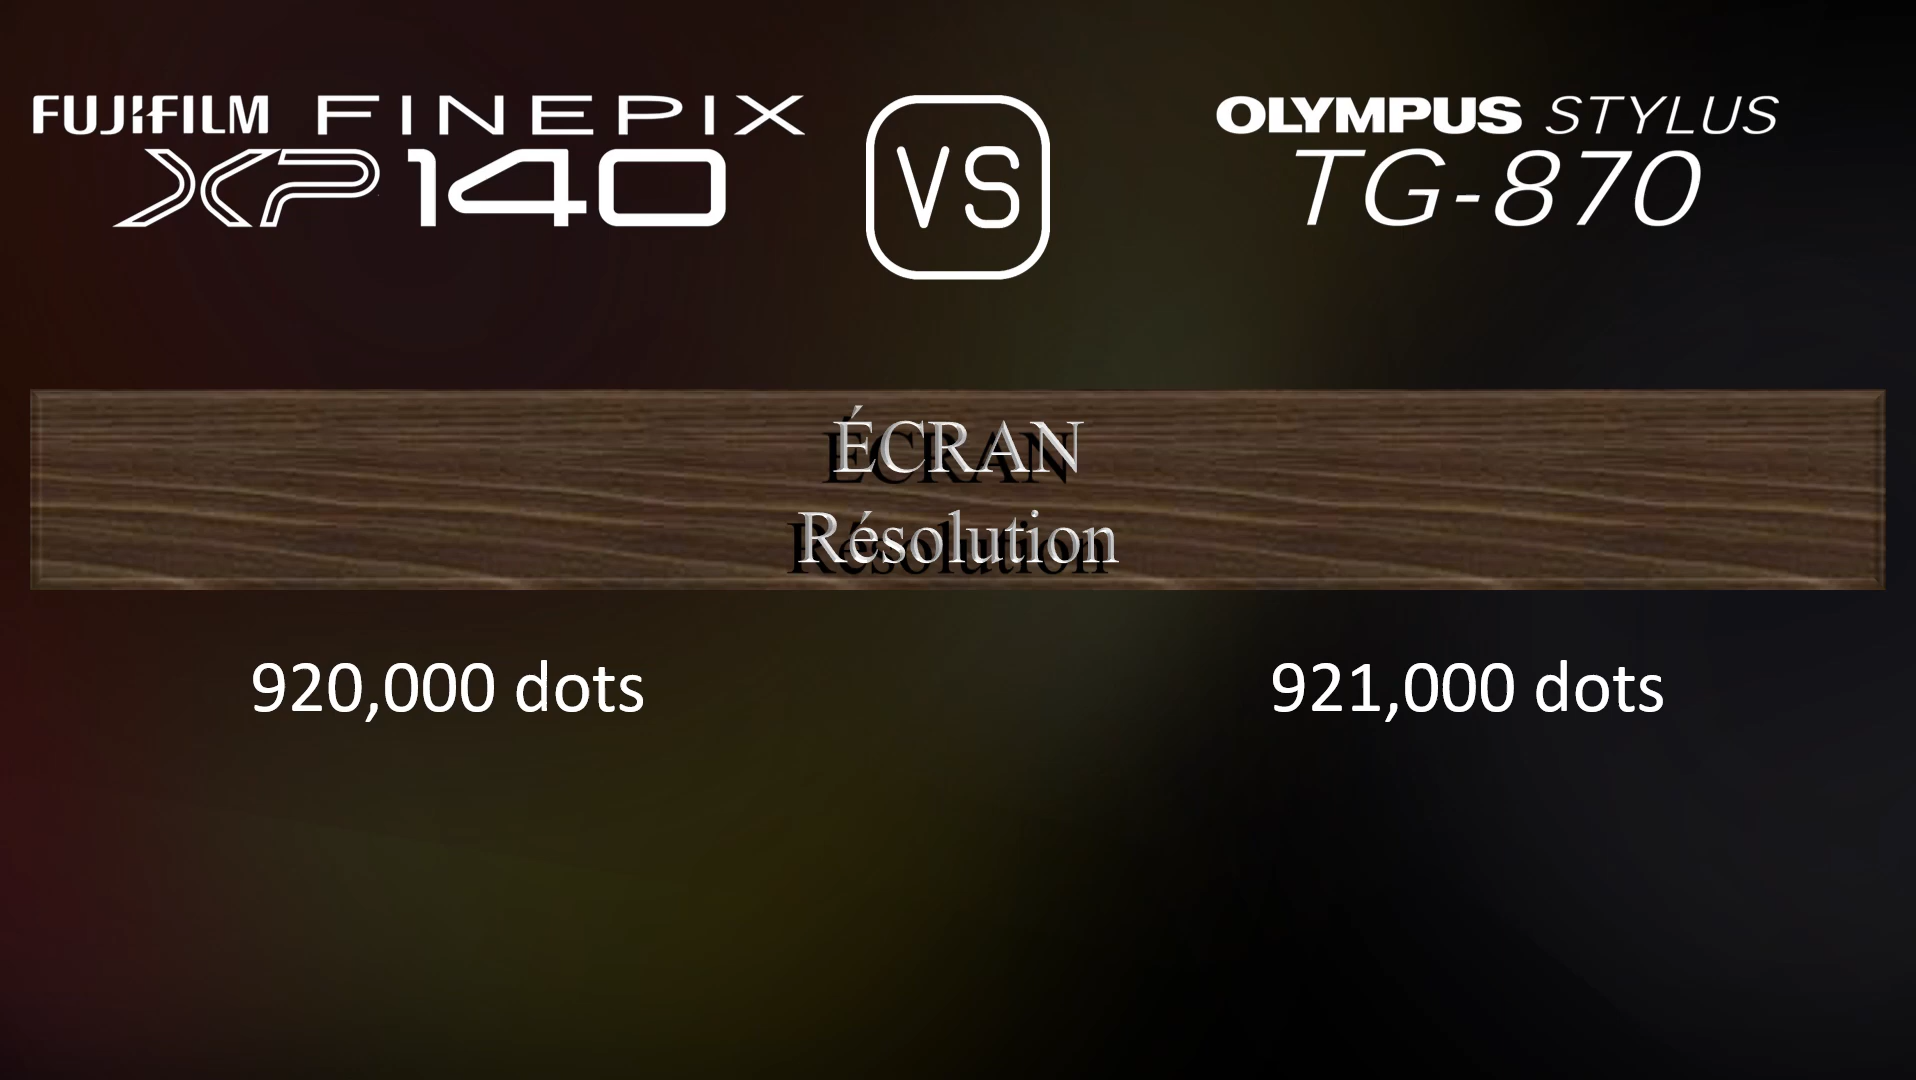 FUJIFILM FINEPIX
XP140
VS
OLYMPUS STYLUS
TG-870
ÉCRAN
Résolution
920,000 dots
921,000 dots